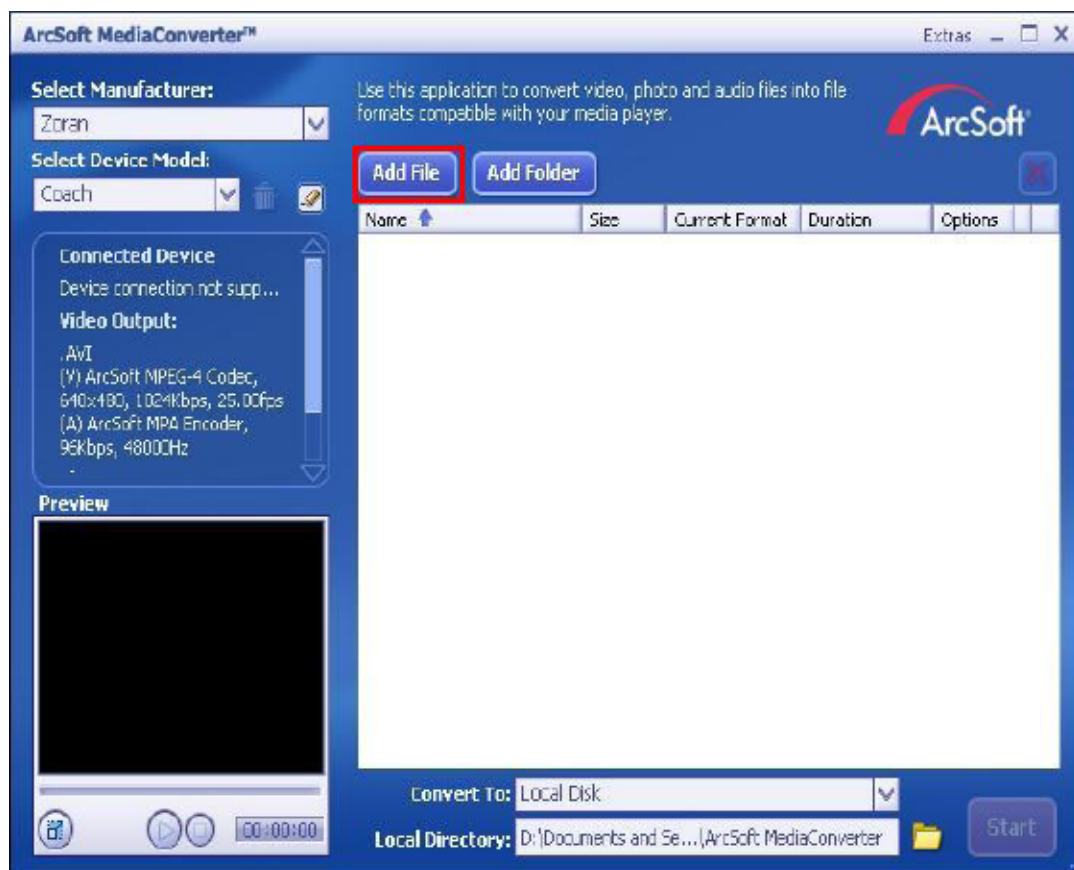 ArcSoft MediaConverter™
Extras
Select Manufacturer:
Zoran
Select Device Model:
Coach
Connected Device
Device connection not supp...
Video Output:
.AVI
(V) ArcSoft MPEG-4 Codec,
640x480, 1024Kbps, 25.00fps
(A) ArcSoft MPA Encoder,
96Kbps, 48000Hz
Preview
00:00:00
Use this application to convert video, photo and audio files into file
formats compatible with your media player.
ArcSoft
Add File Add Folder
Name Size Current Format Duration Options
Convert To: Local Disk
Local Directory: D:\Documents and Se...\ArcSoft MediaConverter
Start